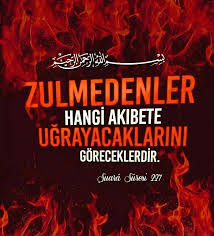 بسم الله الرحمن الرحيم
ZULMEDENLER
HANGİ AKIBETE
UĞRAYACAKLARINI
GÖRECEKLERDİR.
Şuarâ Sûresi 227